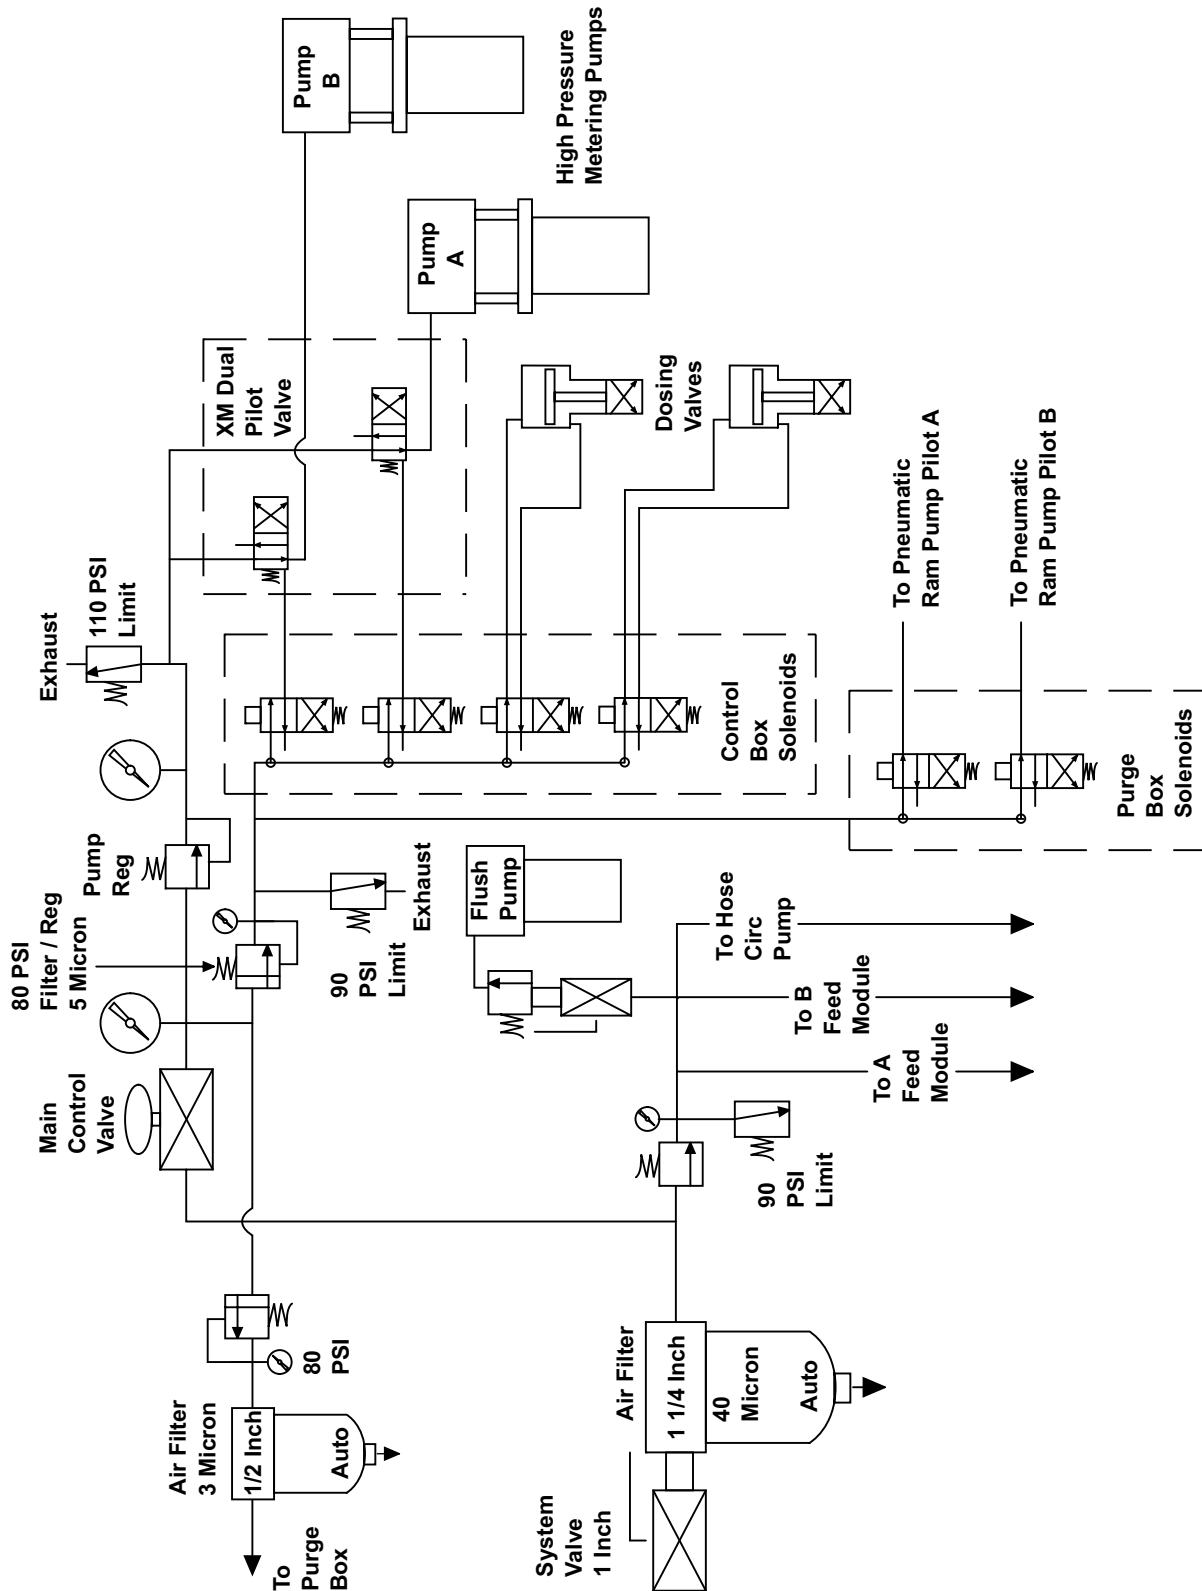 To
Purge
Box
Air Filter
3 Micron
1/2 Inch
Auto
80
PSI
Main
Control
Valve
80 PSI
Filter / Reg
5 Micron
Pump
Reg
Exhaust
110 PSI
Limit
90
PSI
Limit
Exhaust
XM Dual
Pilot
Valve
Pump
B
Pump
A
High Pressure
Metering Pumps
Dosing
Valves
Control
Box
Solenoids
Flush
Pump
System
Valve
1 Inch
Air Filter
1 1/4 Inch
40
Micron
Auto
90
PSI
Limit
To Hose
Circ
Pump
To B
Feed
Module
To A
Feed
Module
To Pneumatic
Ram Pump Pilot A
To Pneumatic
Ram Pump Pilot B
Purge
Box
Solenoids